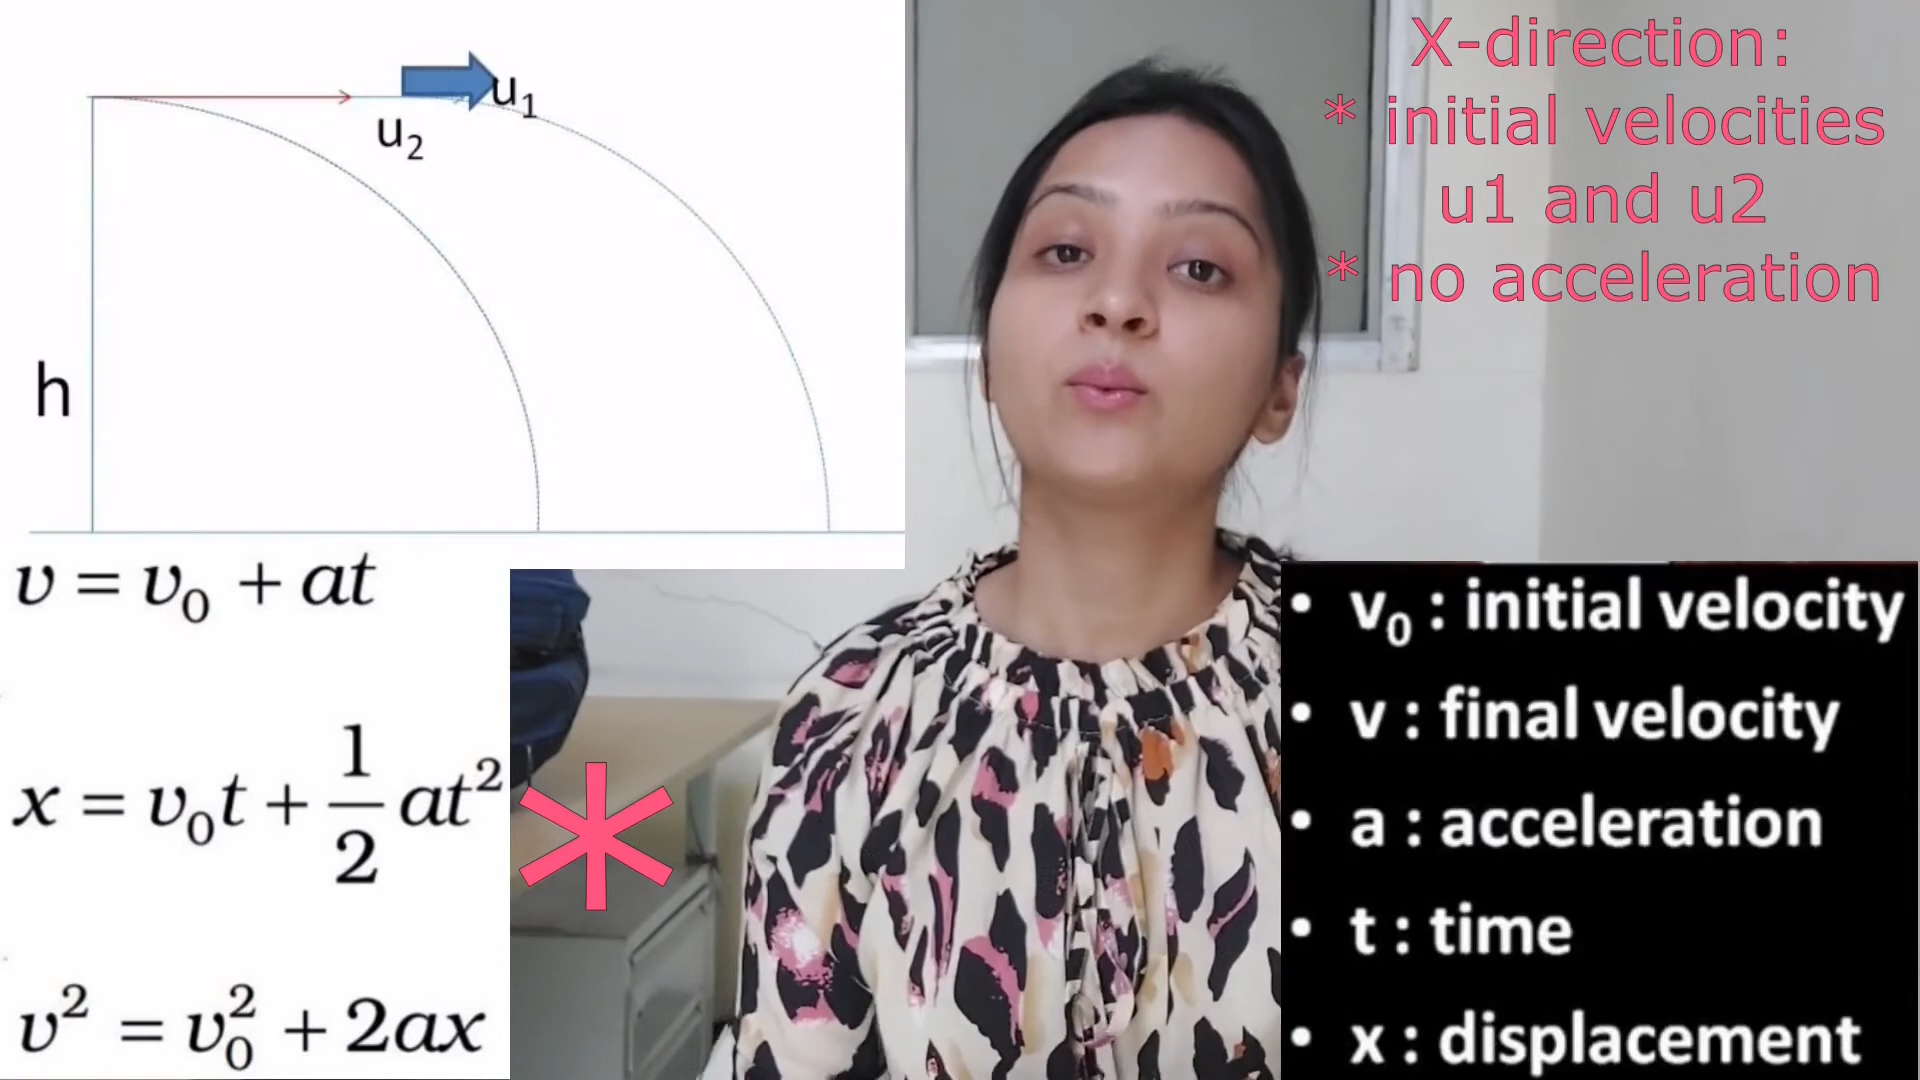 u₁
u₂
h
v = v₀ + at
x = v₀t + 1/2 at²
v² = v₀² + 2ax
*
X-direction:
* initial velocities
u1 and u2
* no acceleration
• v₀ : initial velocity
• v : final velocity
• a : acceleration
• t : time
• x : displacement